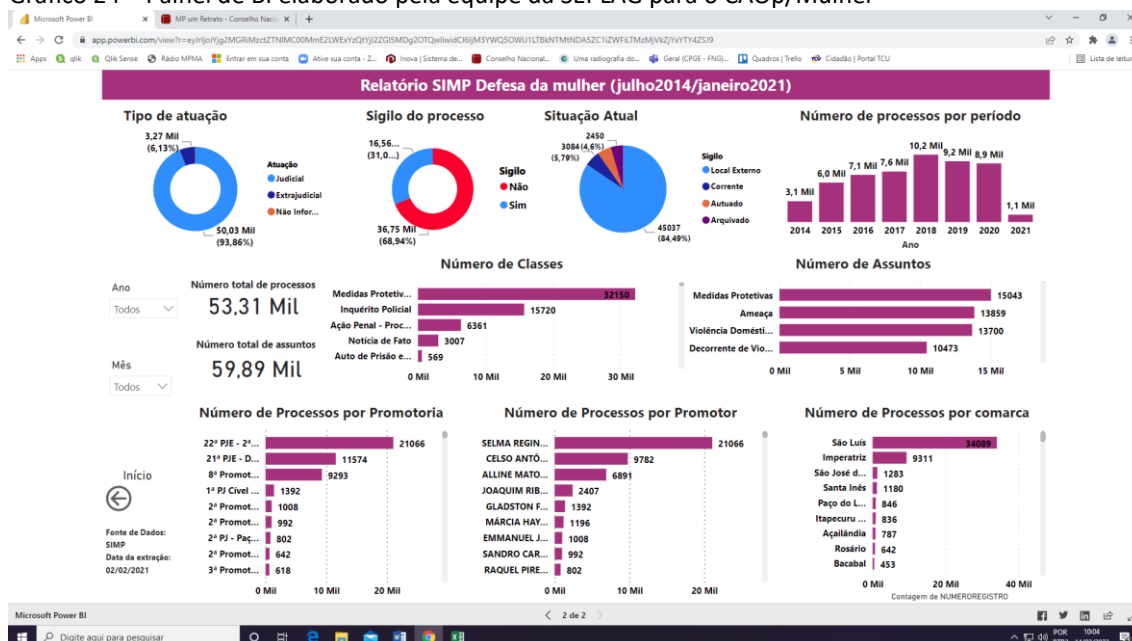 Gráfico 24 – Painel de BI elaborado pela equipe da SEPLAG para o CAOp/Mulher
Microsoft Power BI
MP um Retrato - Conselho Nacio
app.powerbi.com/view?r=
Apps
qlik
Qlik Sense
Rádio MPMA
Entrar em sua conta
Ative sua conta - Z...
Inova | Sistema de...
Conselho Nacional...
Uma radiografia do...
Geral (CPGE - FNG)...
Quadros | Trello
Cidadão | Portal TCU
Lista de leitur
Relatório SIMP Defesa da mulher (julho2014/janeiro2021)
Tipo de atuação
3,27 Mil
(6,13%)
50,03 Mil
(93,86%)
Atuação
Judicial
Extrajudicial
Não Infor...
Sigilo do processo
16,56...
(31,0...)
36,75 Mil
(68,94%)
Sigilo
Não
Sim
Situação Atual
2450
(4,6%)
3084
(5,79%)
45037
(84,49%)
Sigilo
Local Externo
Corrente
Autuado
Arquivado
Número de processos por período
3,1 Mil
6,0 Mil
7,1 Mil
7,6 Mil
10,2 Mil
9,2 Mil
8,9 Mil
1,1 Mil
2014 2015 2016 2017 2018 2019 2020 2021
Ano
Ano
Todos
Mês
Todos
Número total de processos
53,31 Mil
Número total de assuntos
59,89 Mil
Número de Classes
Medidas Protetiv... 32150
Inquérito Policial 15720
Ação Penal - Proc... 6361
Notícia de Fato 3007
Auto de Prisão e... 569
0 Mil 10 Mil 20 Mil 30 Mil
Número de Assuntos
Medidas Protetivas 15043
Ameaça 13859
Violência Domésti... 13700
Decorrente de Vio... 10473
0 Mil 5 Mil 10 Mil 15 Mil
Início
Fonte de Dados:
SIMP
Data da extração:
02/02/2021
Número de Processos por Promotoria
22ª PJE - 2ª... 21066
21ª PJE - D... 11574
8ª Promot... 9293
1ª PJ Cível ... 1392
2ª Promot... 1008
2ª Promot... 992
2ª PJ - Paç... 802
2ª Promot... 642
3ª Promot... 618
0 Mil 10 Mil 20 Mil
Número de Processos por Promotor
SELMA REGIN... 21066
CELSO ANTÔ... 9782
ALLINE MATO... 6891
JOAQUIM RIB... 2407
GLADSTON F... 1392
MÁRCIA HAY... 1196
EMMANUEL J... 1008
SANDRO CAR... 992
RAQUEL PIRE... 802
0 Mil 10 Mil 20 Mil
Número de Processos por comarca
São Luís 34089
Imperatriz 9311
São José d... 1283
Santa Inês 1180
Paço do L... 846
Itapecuru ... 836
Açailândia 787
Rosário 642
Bacabal 453
0 Mil 20 Mil 40 Mil
Contagem de NUMEROREGISTRO
Microsoft Power BI
2 de 2
Digite aqui para pesquisar
POR
10:04